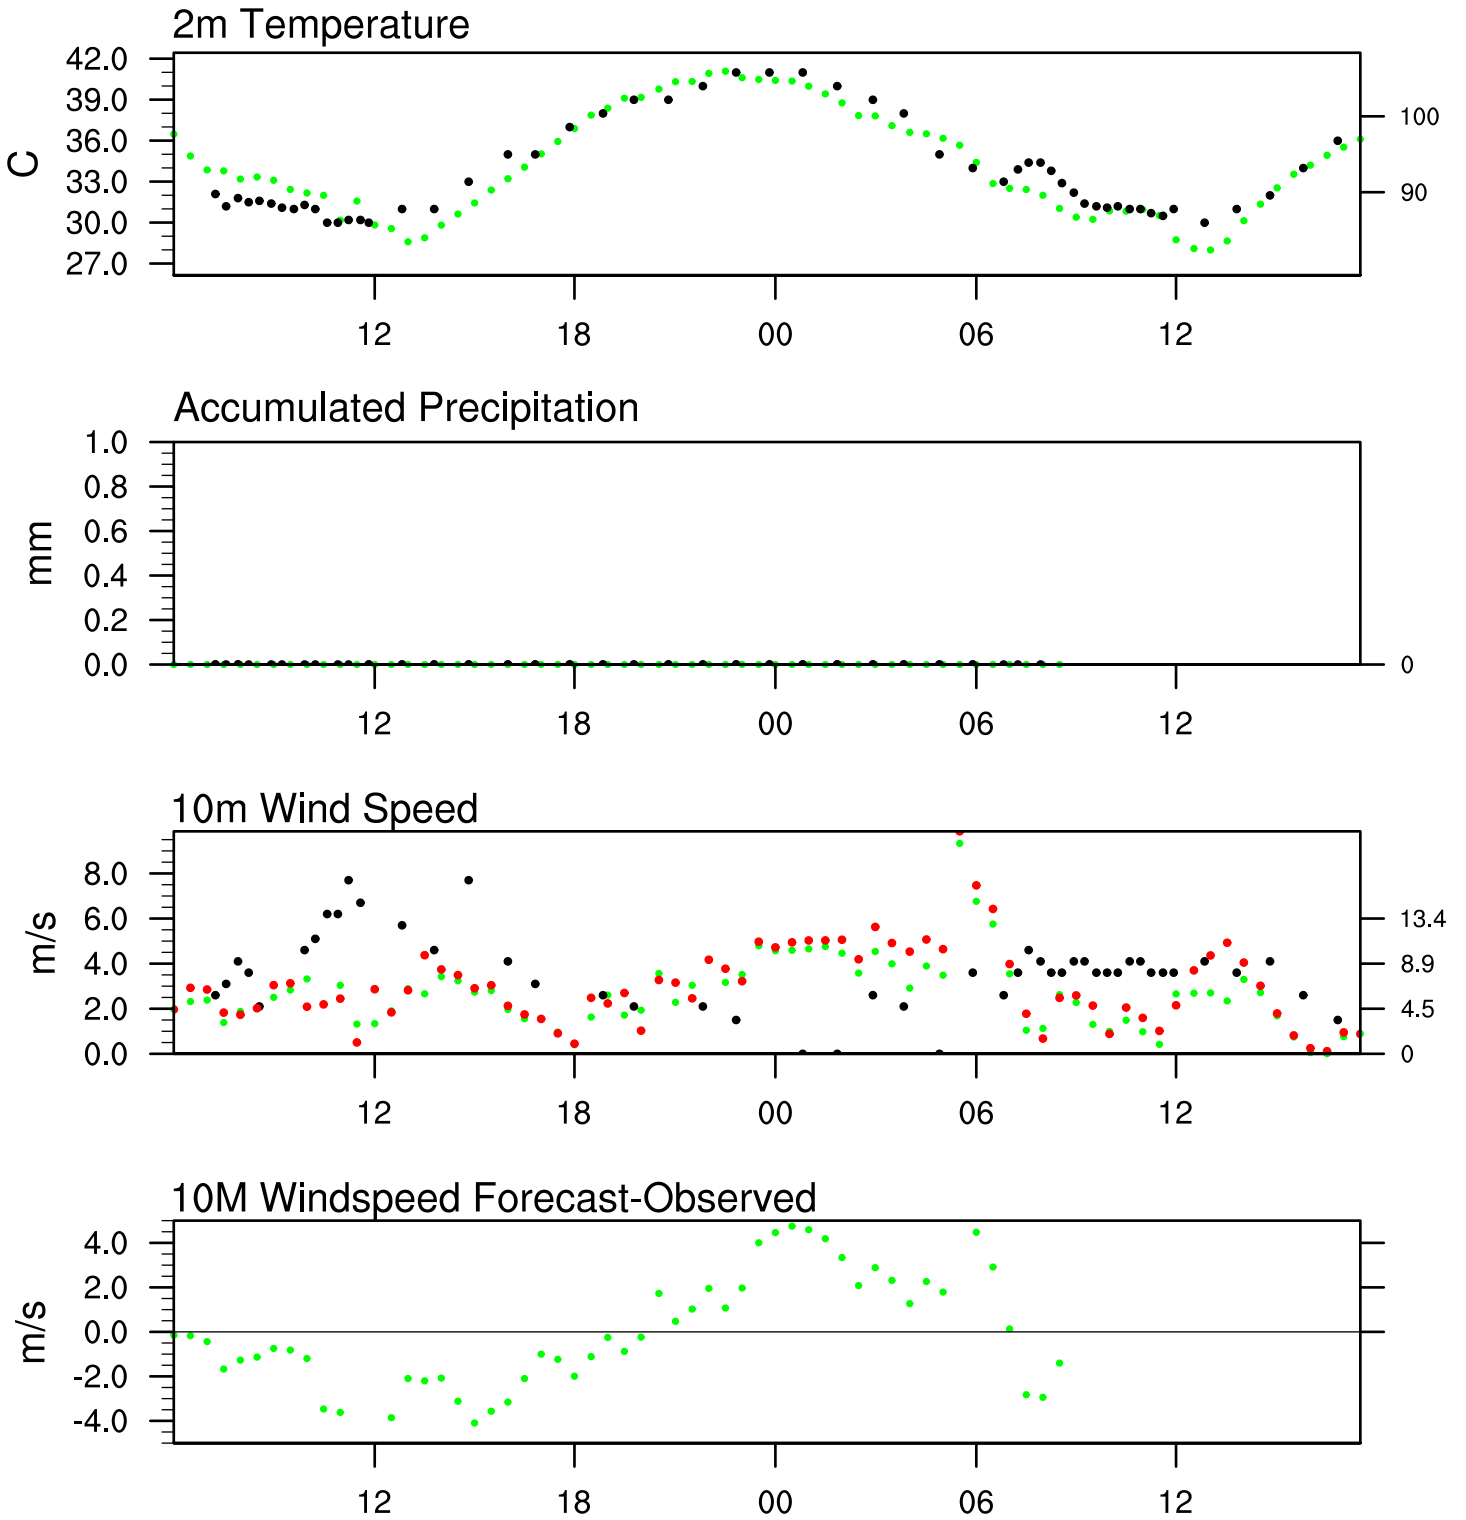 2m Temperature
42.0
39.0
36.0
33.0
30.0
27.0
C
100
90
12 18 00 06 12
Accumulated Precipitation
1.0
0.8
0.6
0.4
0.2
0.0
mm
0
12 18 00 06 12
10m Wind Speed
8.0
6.0
4.0
2.0
0.0
m/s
13.4
8.9
4.5
0
12 18 00 06 12
10M Windspeed Forecast-Observed
4.0
2.0
0.0
-2.0
-4.0
m/s
12 18 00 06 12